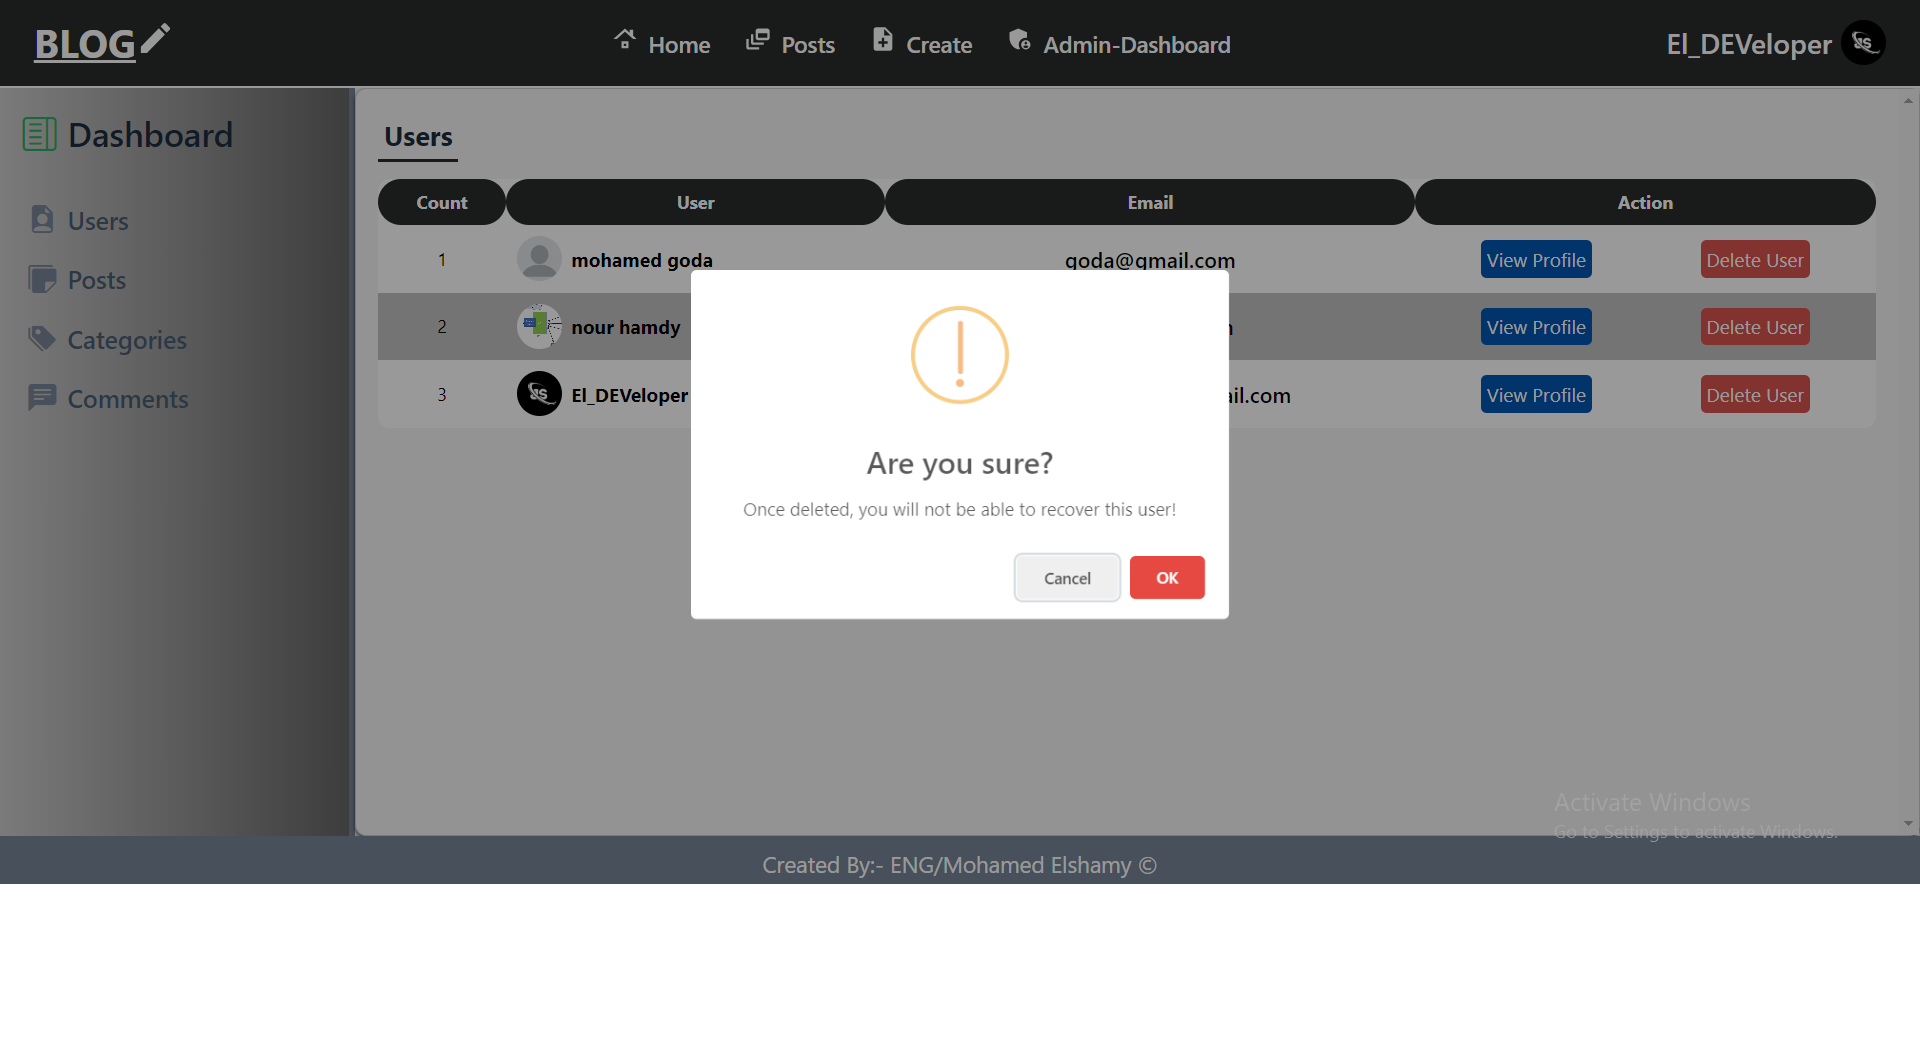 BLOG
Home Posts Create Admin-Dashboard
El_DEVeloper
Dashboard
Users
Posts
Categories
Comments
Users
Count User Email Action
1 mohamed goda goda@gmail.com View Profile Delete User
2 nour hamdy View Profile Delete User
3 El_DEVeloper ail.com View Profile Delete User
Are you sure?
Once deleted, you will not be able to recover this user!
Cancel OK
Activate Windows
Go to Settings to activate Windows.
Created By:- ENG/Mohamed Elshamy ©